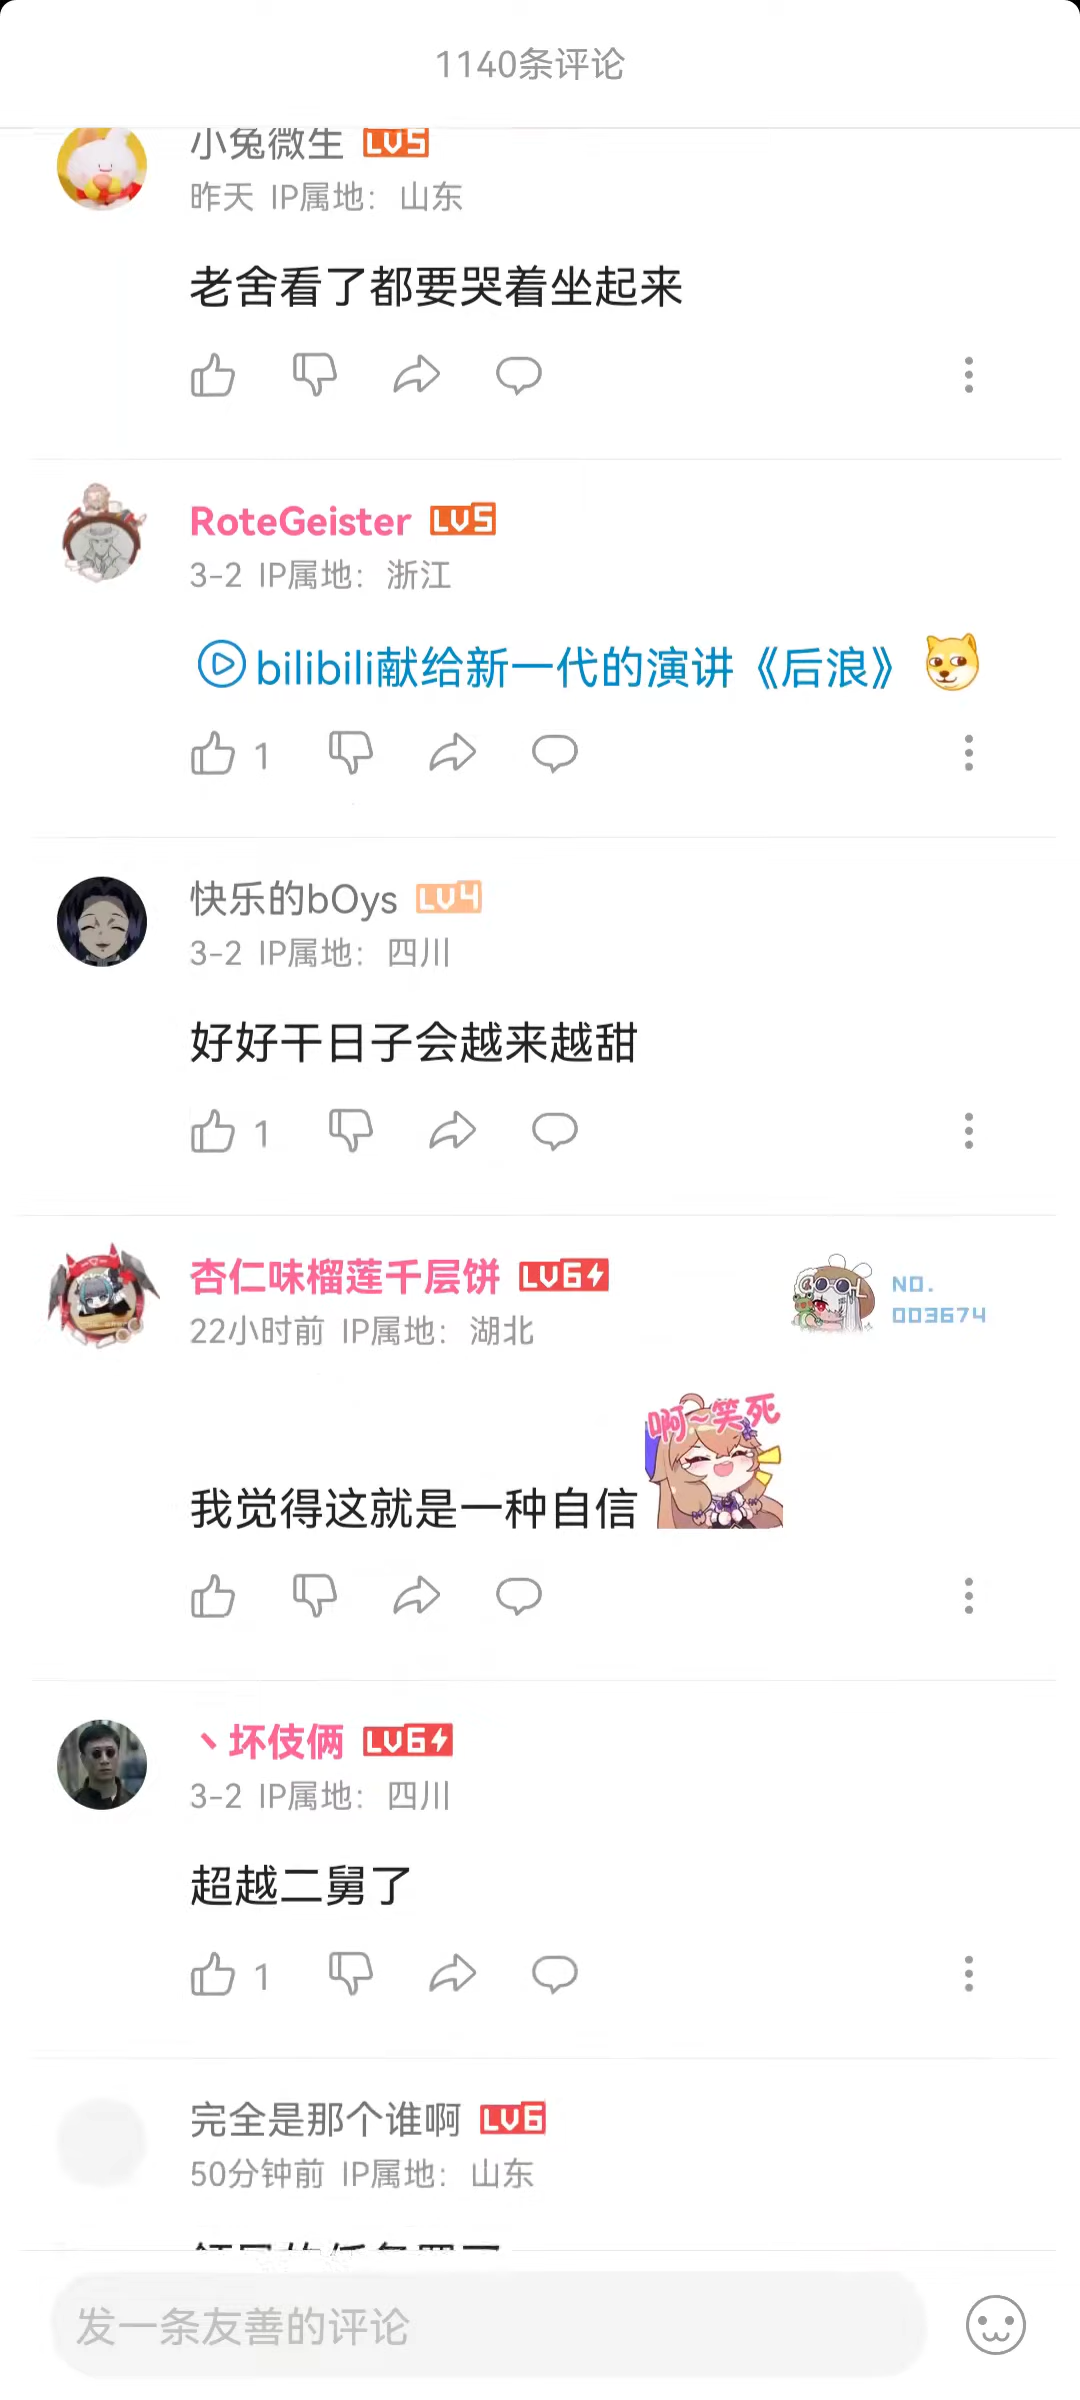 1140条评论
小兔微生 LV5
昨天 IP属地：山东
老舍看了都要哭着坐起来
RoteGeister LV5
3-2 IP属地：浙江
bilibili献给新一代的演讲《后浪》
1
快乐的bOys LV4
3-2 IP属地：四川
好好干日子会越来越甜
1
杏仁味榴莲千层饼 LV6
NO.
003674
22小时前 IP属地：湖北
啊~笑死
我觉得这就是一种自信
丶坏伎俩 LV6
3-2 IP属地：四川
超越二舅了
1
完全是那个谁啊 LV6
50分钟前 IP属地：山东
发一条友善的评论